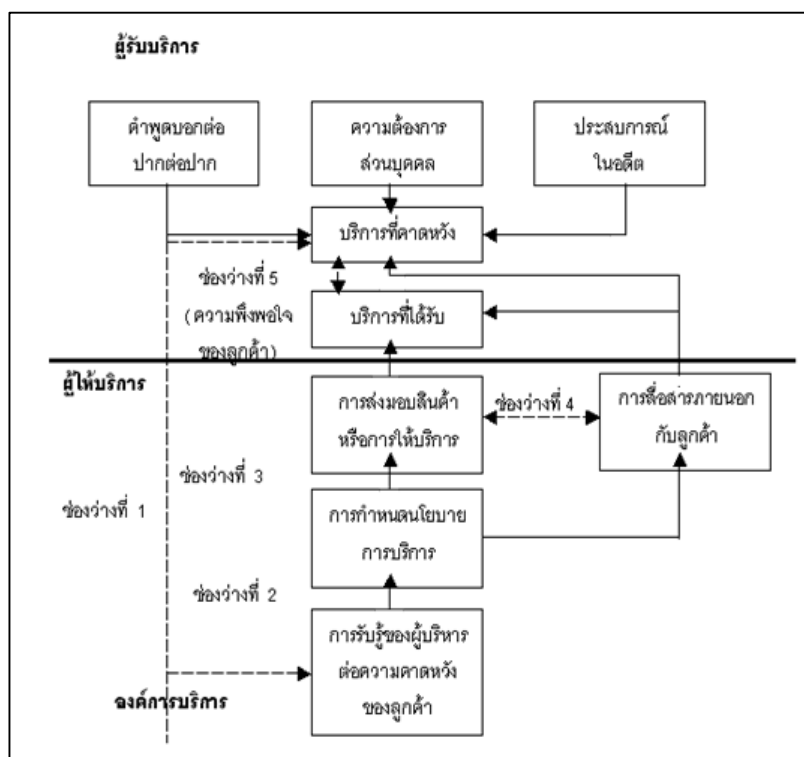 ผู้รับบริการ
คำพูดบอกต่อ
ปากต่อปาก
ความต้องการ
ส่วนบุคคล
ประสบการณ์
ในอดีต
บริการที่คาดหวัง
ช่องว่างที่ 5
(ความพึงพอใจ
ของลูกค้า)
บริการที่ได้รับ
ผู้ให้บริการ
การส่งมอบสินค้า
หรือการให้บริการ
ช่องว่างที่ 4
การสื่อสารภายนอก
กับลูกค้า
ช่องว่างที่ 3
ช่องว่างที่ 1
การกำหนดนโยบาย
การบริการ
ช่องว่างที่ 2
การรับรู้ของผู้บริหาร
ต่อความคาดหวัง
ของลูกค้า
องค์การบริการ